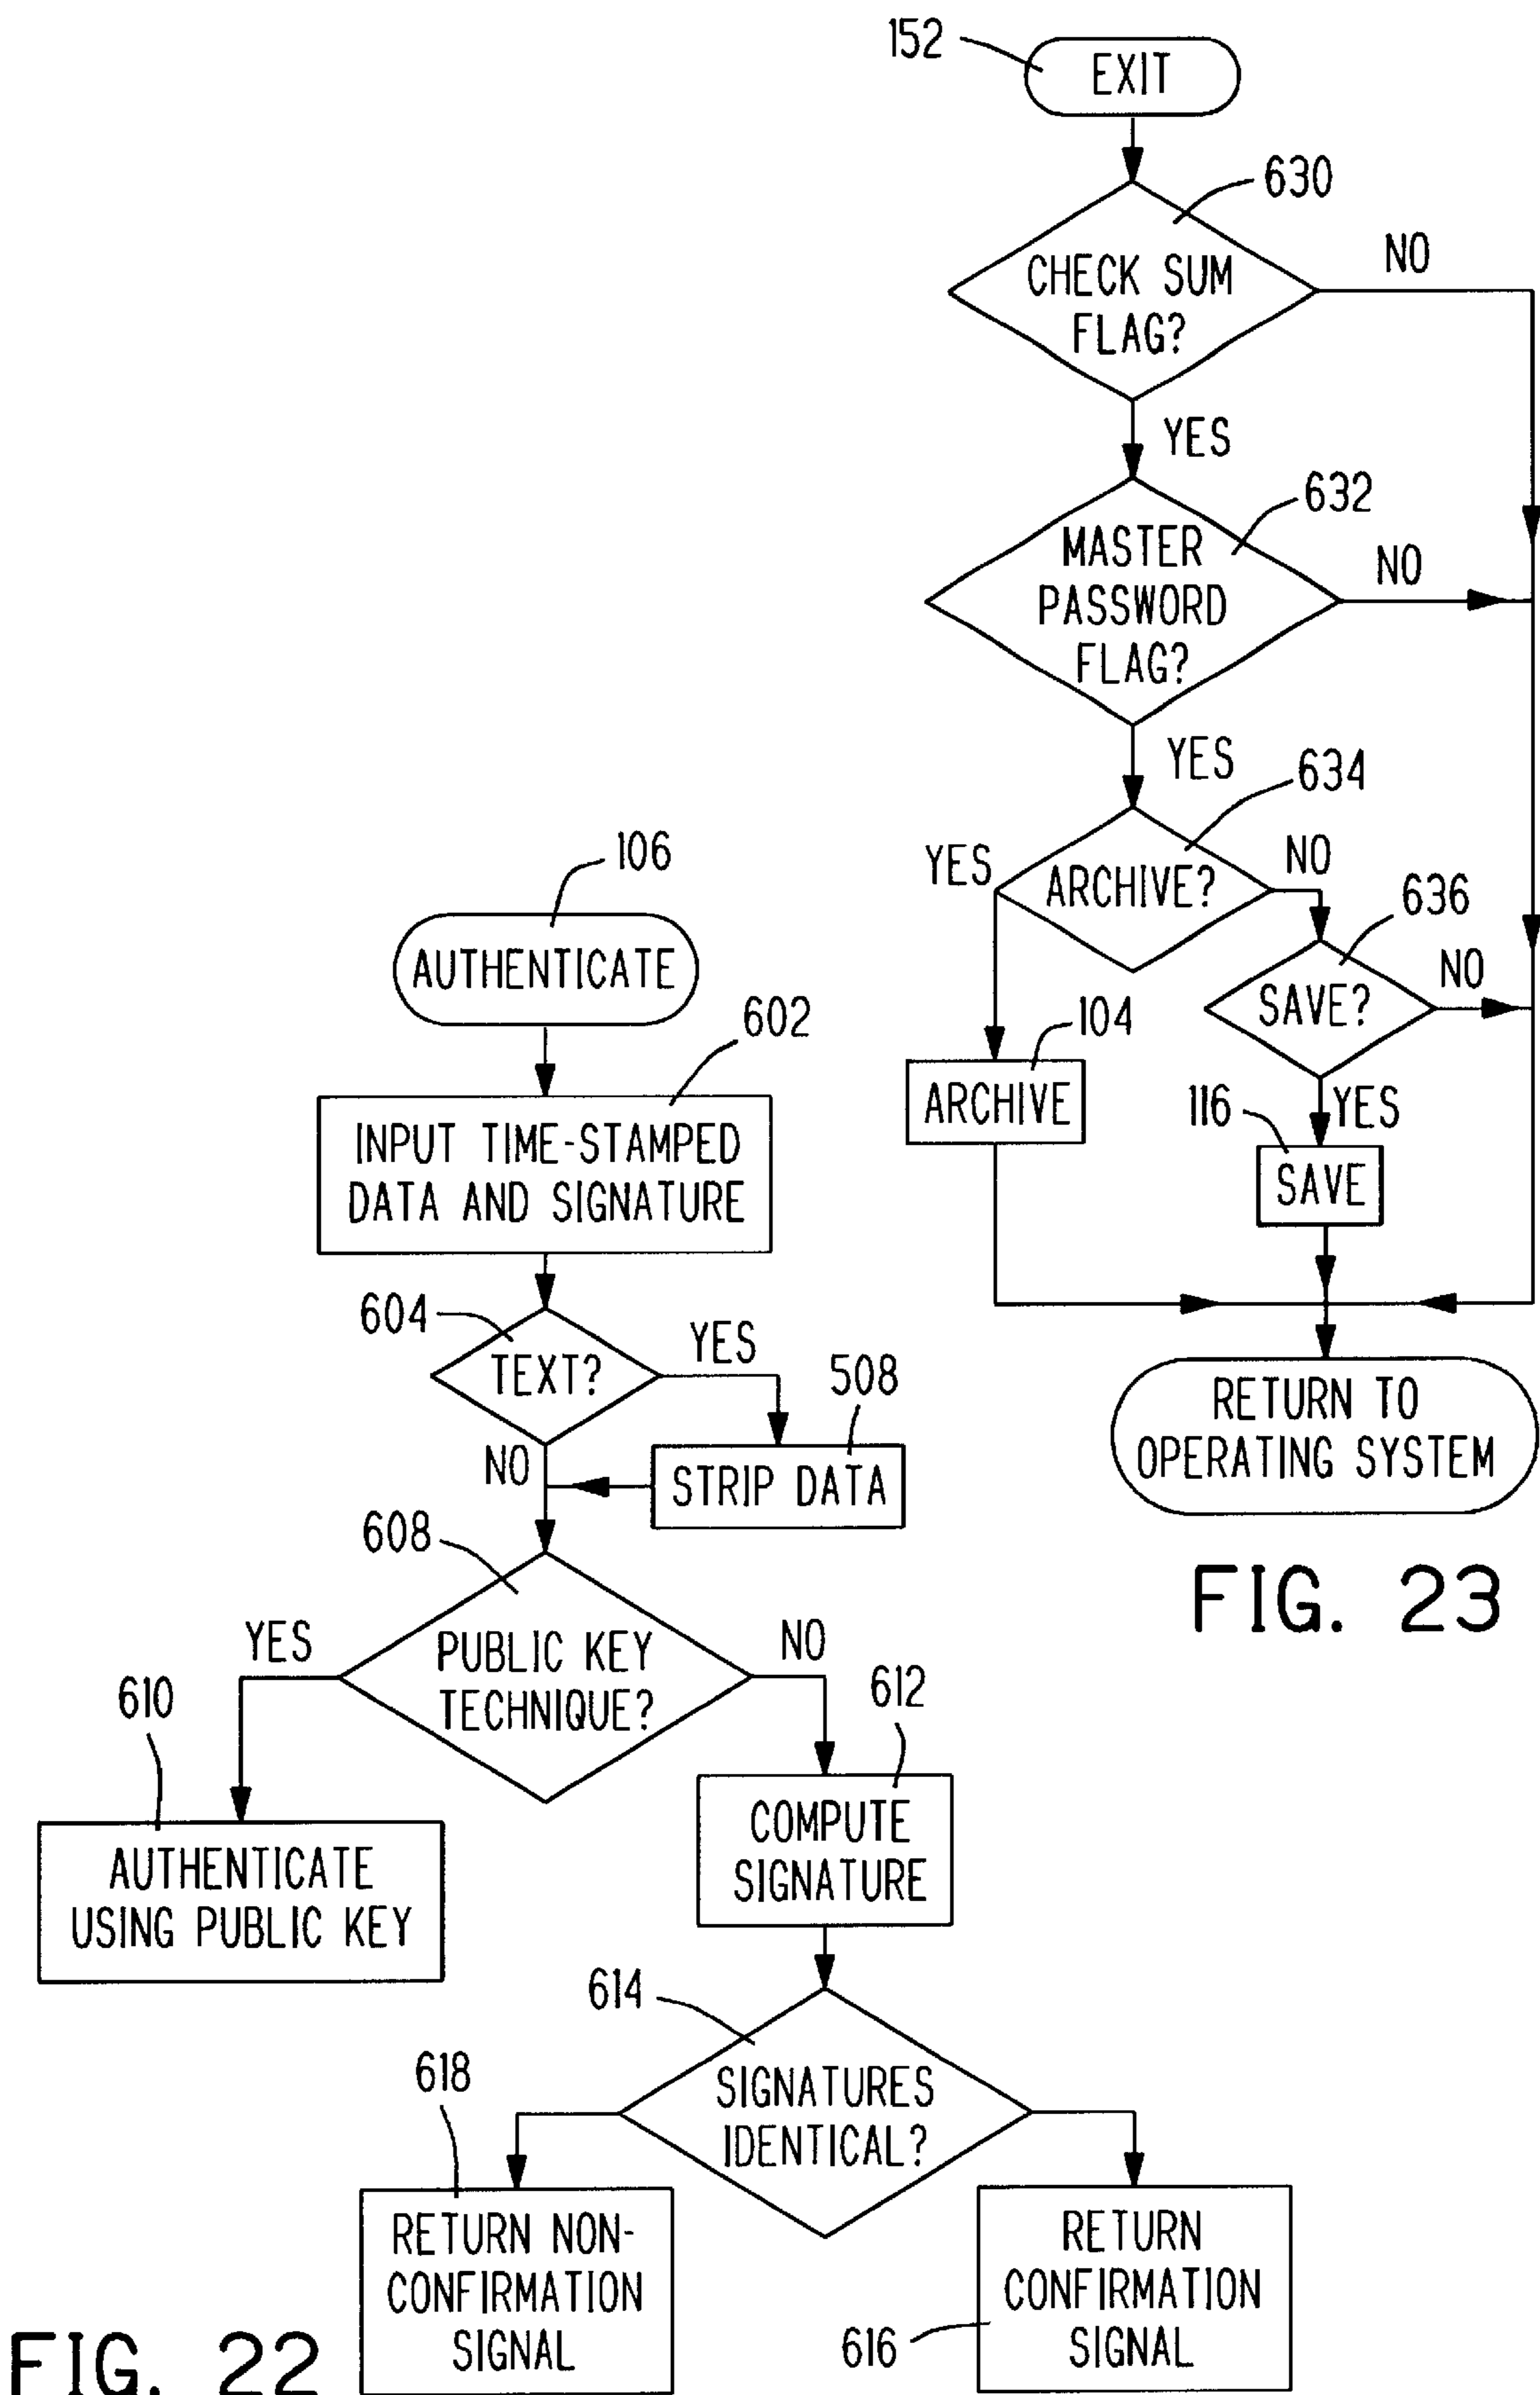 152
EXIT
630
CHECK SUM
FLAG?
NO
YES
632
MASTER
PASSWORD
FLAG?
NO
YES
634
YES
ARCHIVE?
NO
636
SAVE?
NO
104
ARCHIVE
YES
116
SAVE
RETURN TO
OPERATING SYSTEM
FIG. 23
106
AUTHENTICATE
602
INPUT TIME-STAMPED
DATA AND SIGNATURE
604
TEXT?
YES
508
NO
STRIP DATA
608
YES
PUBLIC KEY
TECHNIQUE?
NO
610
612
AUTHENTICATE
USING PUBLIC KEY
COMPUTE
SIGNATURE
614
SIGNATURES
IDENTICAL?
618
RETURN NON-
CONFIRMATION
SIGNAL
RETURN
CONFIRMATION
SIGNAL
616
FIG. 22